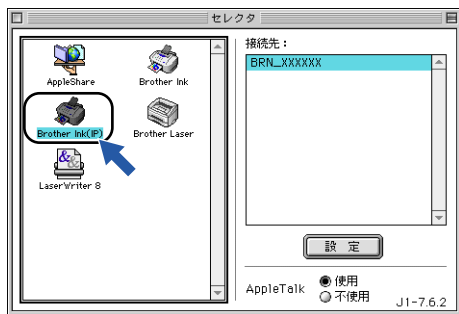 セレクタ
AppleShare
Brother Ink
Brother Ink(IP)
Brother Laser
LaserWriter 8
接続先：
BRN_XXXXXX
設 定
AppleTalk
使用
不使用
J1-7.6.2